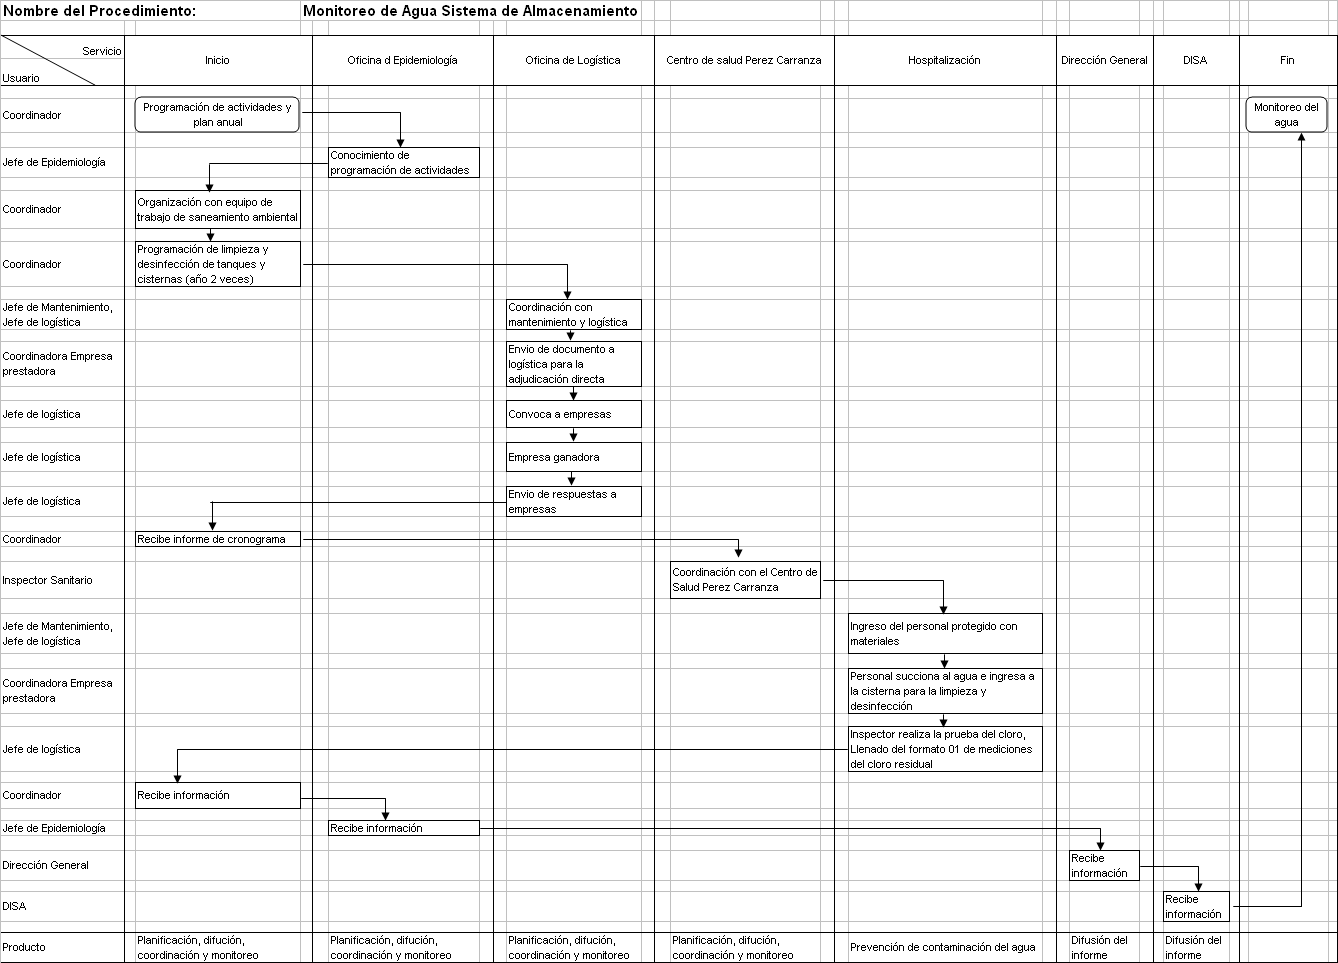 Nombre del Procedimiento: Monitoreo de Agua Sistema de Almacenamiento
Servicio
Usuario
Inicio
Oficina d Epidemiología
Oficina de Logística
Centro de salud Perez Carranza
Hospitalización
Dirección General
DISA
Fin
Coordinador
Programación de actividades y
plan anual
Monitoreo del
agua
Jefe de Epidemiología
Conocimiento de
programación de actividades
Coordinador
Organización con equipo de
trabajo de saneamiento ambiental
Coordinador
Programación de limpieza y
desinfección de tanques y
cisternas (año 2 veces)
Jefe de Mantenimiento,
Jefe de logística
Coordinación con
mantenimiento y logística
Coordinadora Empresa
prestadora
Envio de documento a
logística para la
adjudicación directa
Jefe de logística
Convoca a empresas
Jefe de logística
Empresa ganadora
Jefe de logística
Envio de respuestas a
empresas
Coordinador
Recibe informe de cronograma
Inspector Sanitario
Coordinación con el Centro de
Salud Perez Carranza
Jefe de Mantenimiento,
Jefe de logística
Ingreso del personal protegido con
materiales
Coordinadora Empresa
prestadora
Personal succiona al agua e ingresa a
la cisterna para la limpieza y
desinfección
Jefe de logística
Inspector realiza la prueba del cloro,
Llenado del formato 01 de mediciones
del cloro residual
Coordinador
Recibe información
Jefe de Epidemiología
Recibe información
Dirección General
Recibe
información
DISA
Recibe
información
Producto
Planificación, difución,
coordinación y monitoreo
Planificación, difución,
coordinación y monitoreo
Planificación, difución,
coordinación y monitoreo
Planificación, difución,
coordinación y monitoreo
Prevención de contaminación del agua
Difusión del
informe
Difusión del
informe